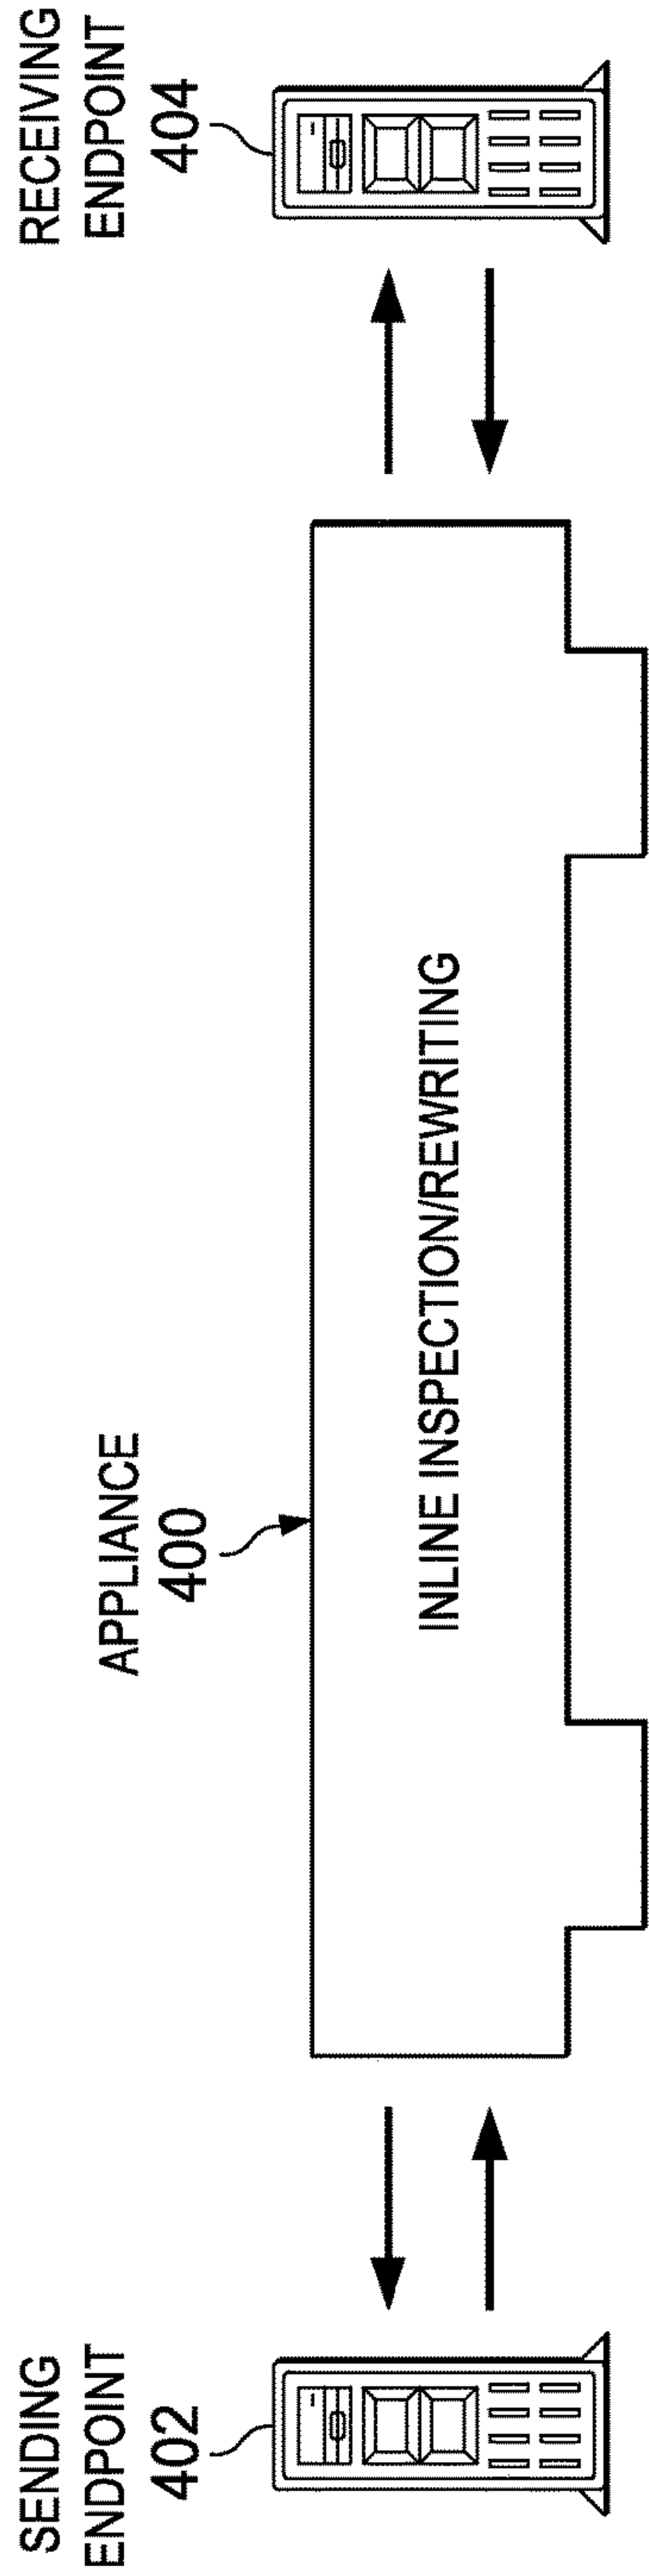 SENDING
ENDPOINT
402
APPLIANCE
400
INLINE INSPECTION/REWRITING
RECEIVING
ENDPOINT
404